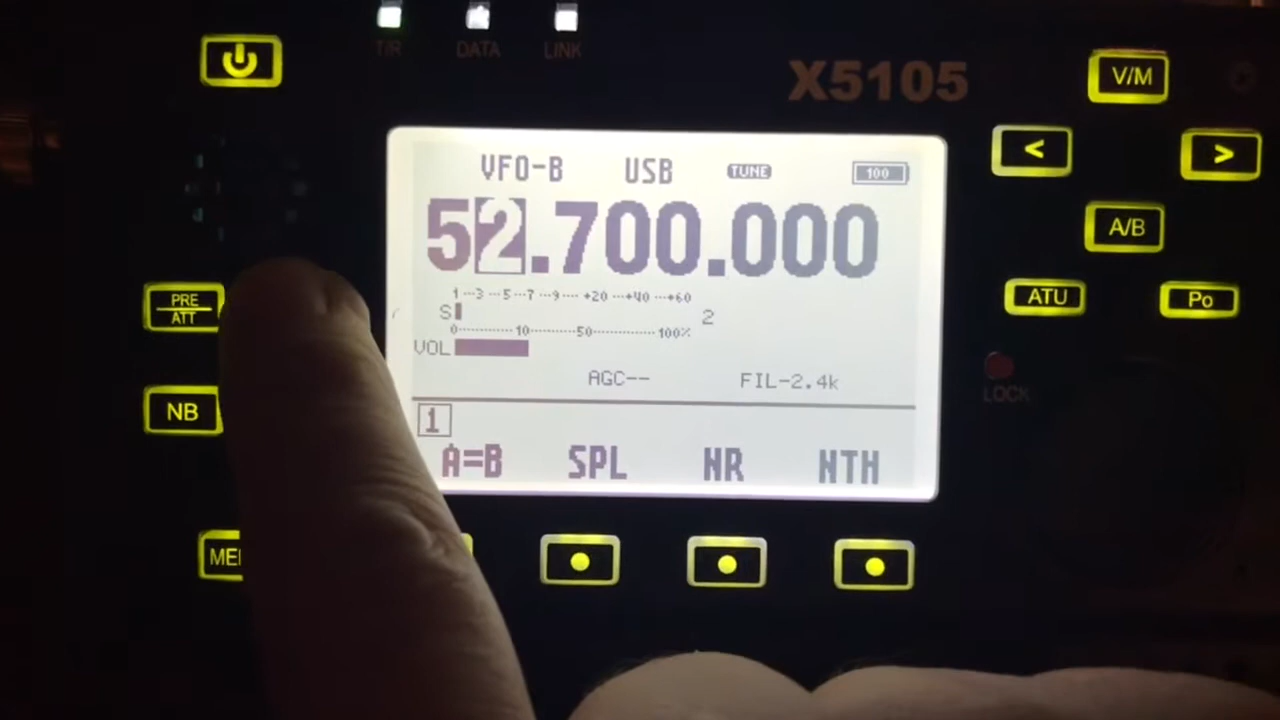 T/R DATA LINK
X5105
V/M
VFO-B USB TUNE 100
< >
52.700.000
A/B
1 3 5 7 9 +20 +40 +60
PRE
ATT
ATU Po
S 2
0 10 50 100%
VOL
AGC-- FIL-2.4k
LOCK
NB
1
A=B SPL NR NTH